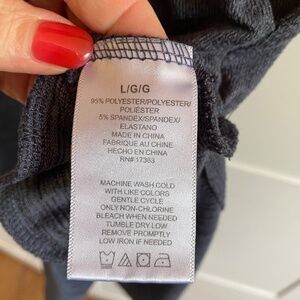 L/G/G
95% POLYESTER/POLYESTER/
POLIÉSTER
5% SPANDEX/SPANDEX/
ELASTANO
MADE IN CHINA
FABRIQUE AU CHINE
HECHO EN CHINA
RN# 17303
MACHINE WASH COLD
WITH LIKE COLORS
GENTLE CYCLE
ONLY NON-CHLORINE
BLEACH WHEN NEEDED
TUMBLE DRY LOW
REMOVE PROMPTLY
LOW IRON IF NEEDED